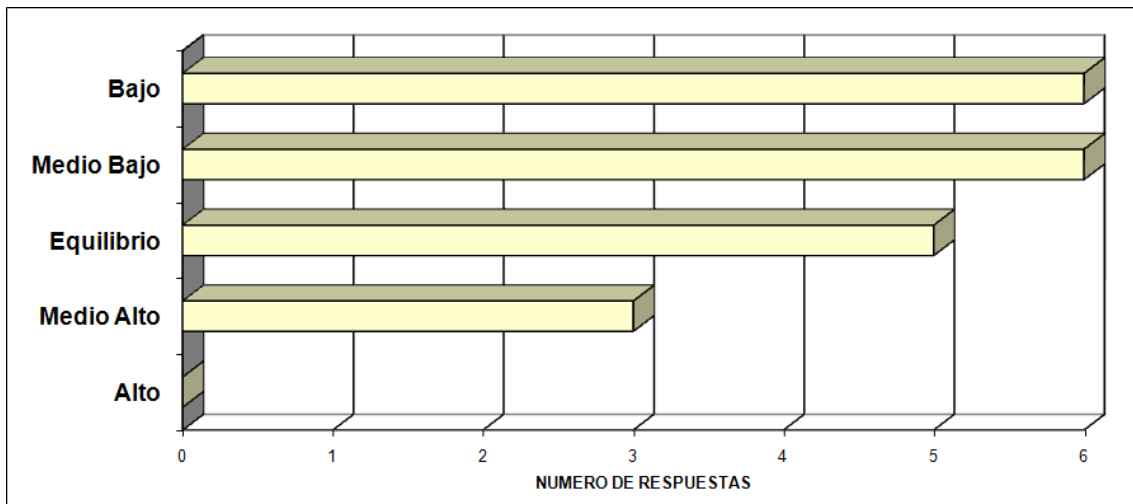 Bajo
Medio Bajo
Equilibrio
Medio Alto
Alto
0 1 2 3 4 5 6
NUMERO DE RESPUESTAS